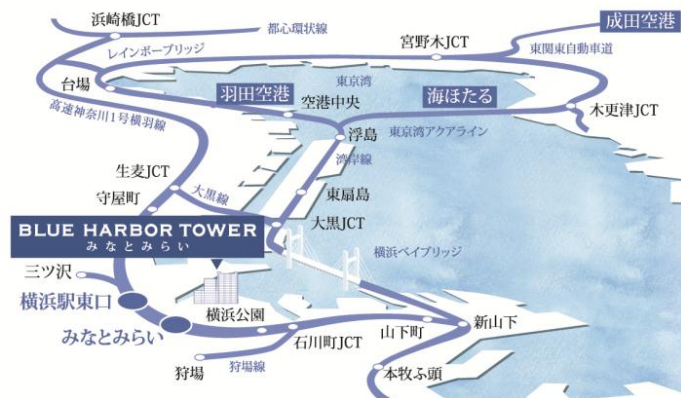 浜崎橋JCT
都心環状線
成田空港
レインボーブリッジ
宮野木JCT
東関東自動車道
台場
東京湾
羽田空港
空港中央
海ほたる
高速神奈川1号横羽線
木更津JCT
浮島
東京湾アクアライン
湾岸線
生麦JCT
大黒線
東扇島
守屋町
大黒JCT
BLUE HARBOR TOWER
みなとみらい
横浜ベイブリッジ
三ツ沢
横浜駅東口
横浜公園
みなとみらい
石川町JCT
山下町
新山下
狩場
狩場線
本牧ふ頭